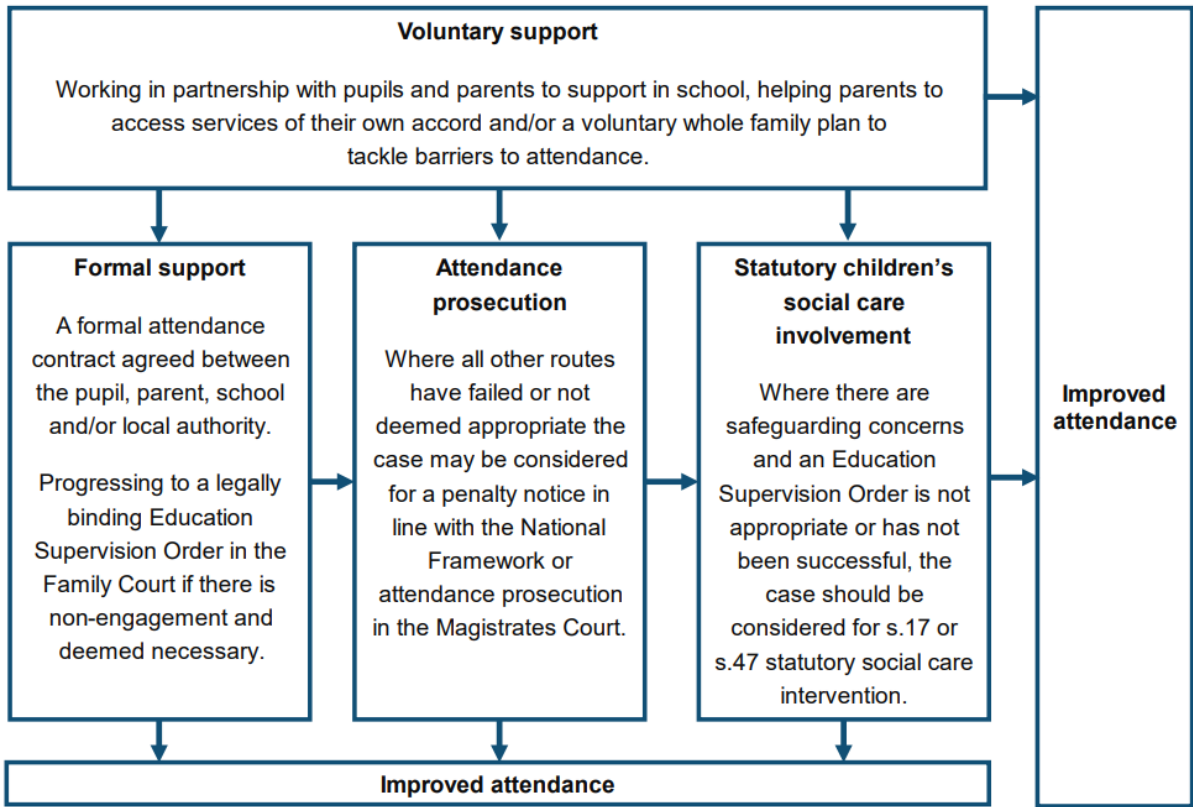 Voluntary support
Working in partnership with pupils and parents to support in school, helping parents to
access services of their own accord and/or a voluntary whole family plan to
tackle barriers to attendance.
Formal support
A formal attendance
contract agreed between
the pupil, parent, school
and/or local authority.
Progressing to a legally
binding Education
Supervision Order in the
Family Court if there is
non-engagement and
deemed necessary.
Attendance
prosecution
Where all other routes
have failed or not
deemed appropriate the
case may be considered
for a penalty notice in
line with the National
Framework or
attendance prosecution
in the Magistrates Court.
Statutory children’s
social care
involvement
Where there are
safeguarding concerns
and an Education
Supervision Order is not
appropriate or has not
been successful, the
case should be
considered for s.17 or
s.47 statutory social care
intervention.
Improved
attendance
Improved attendance